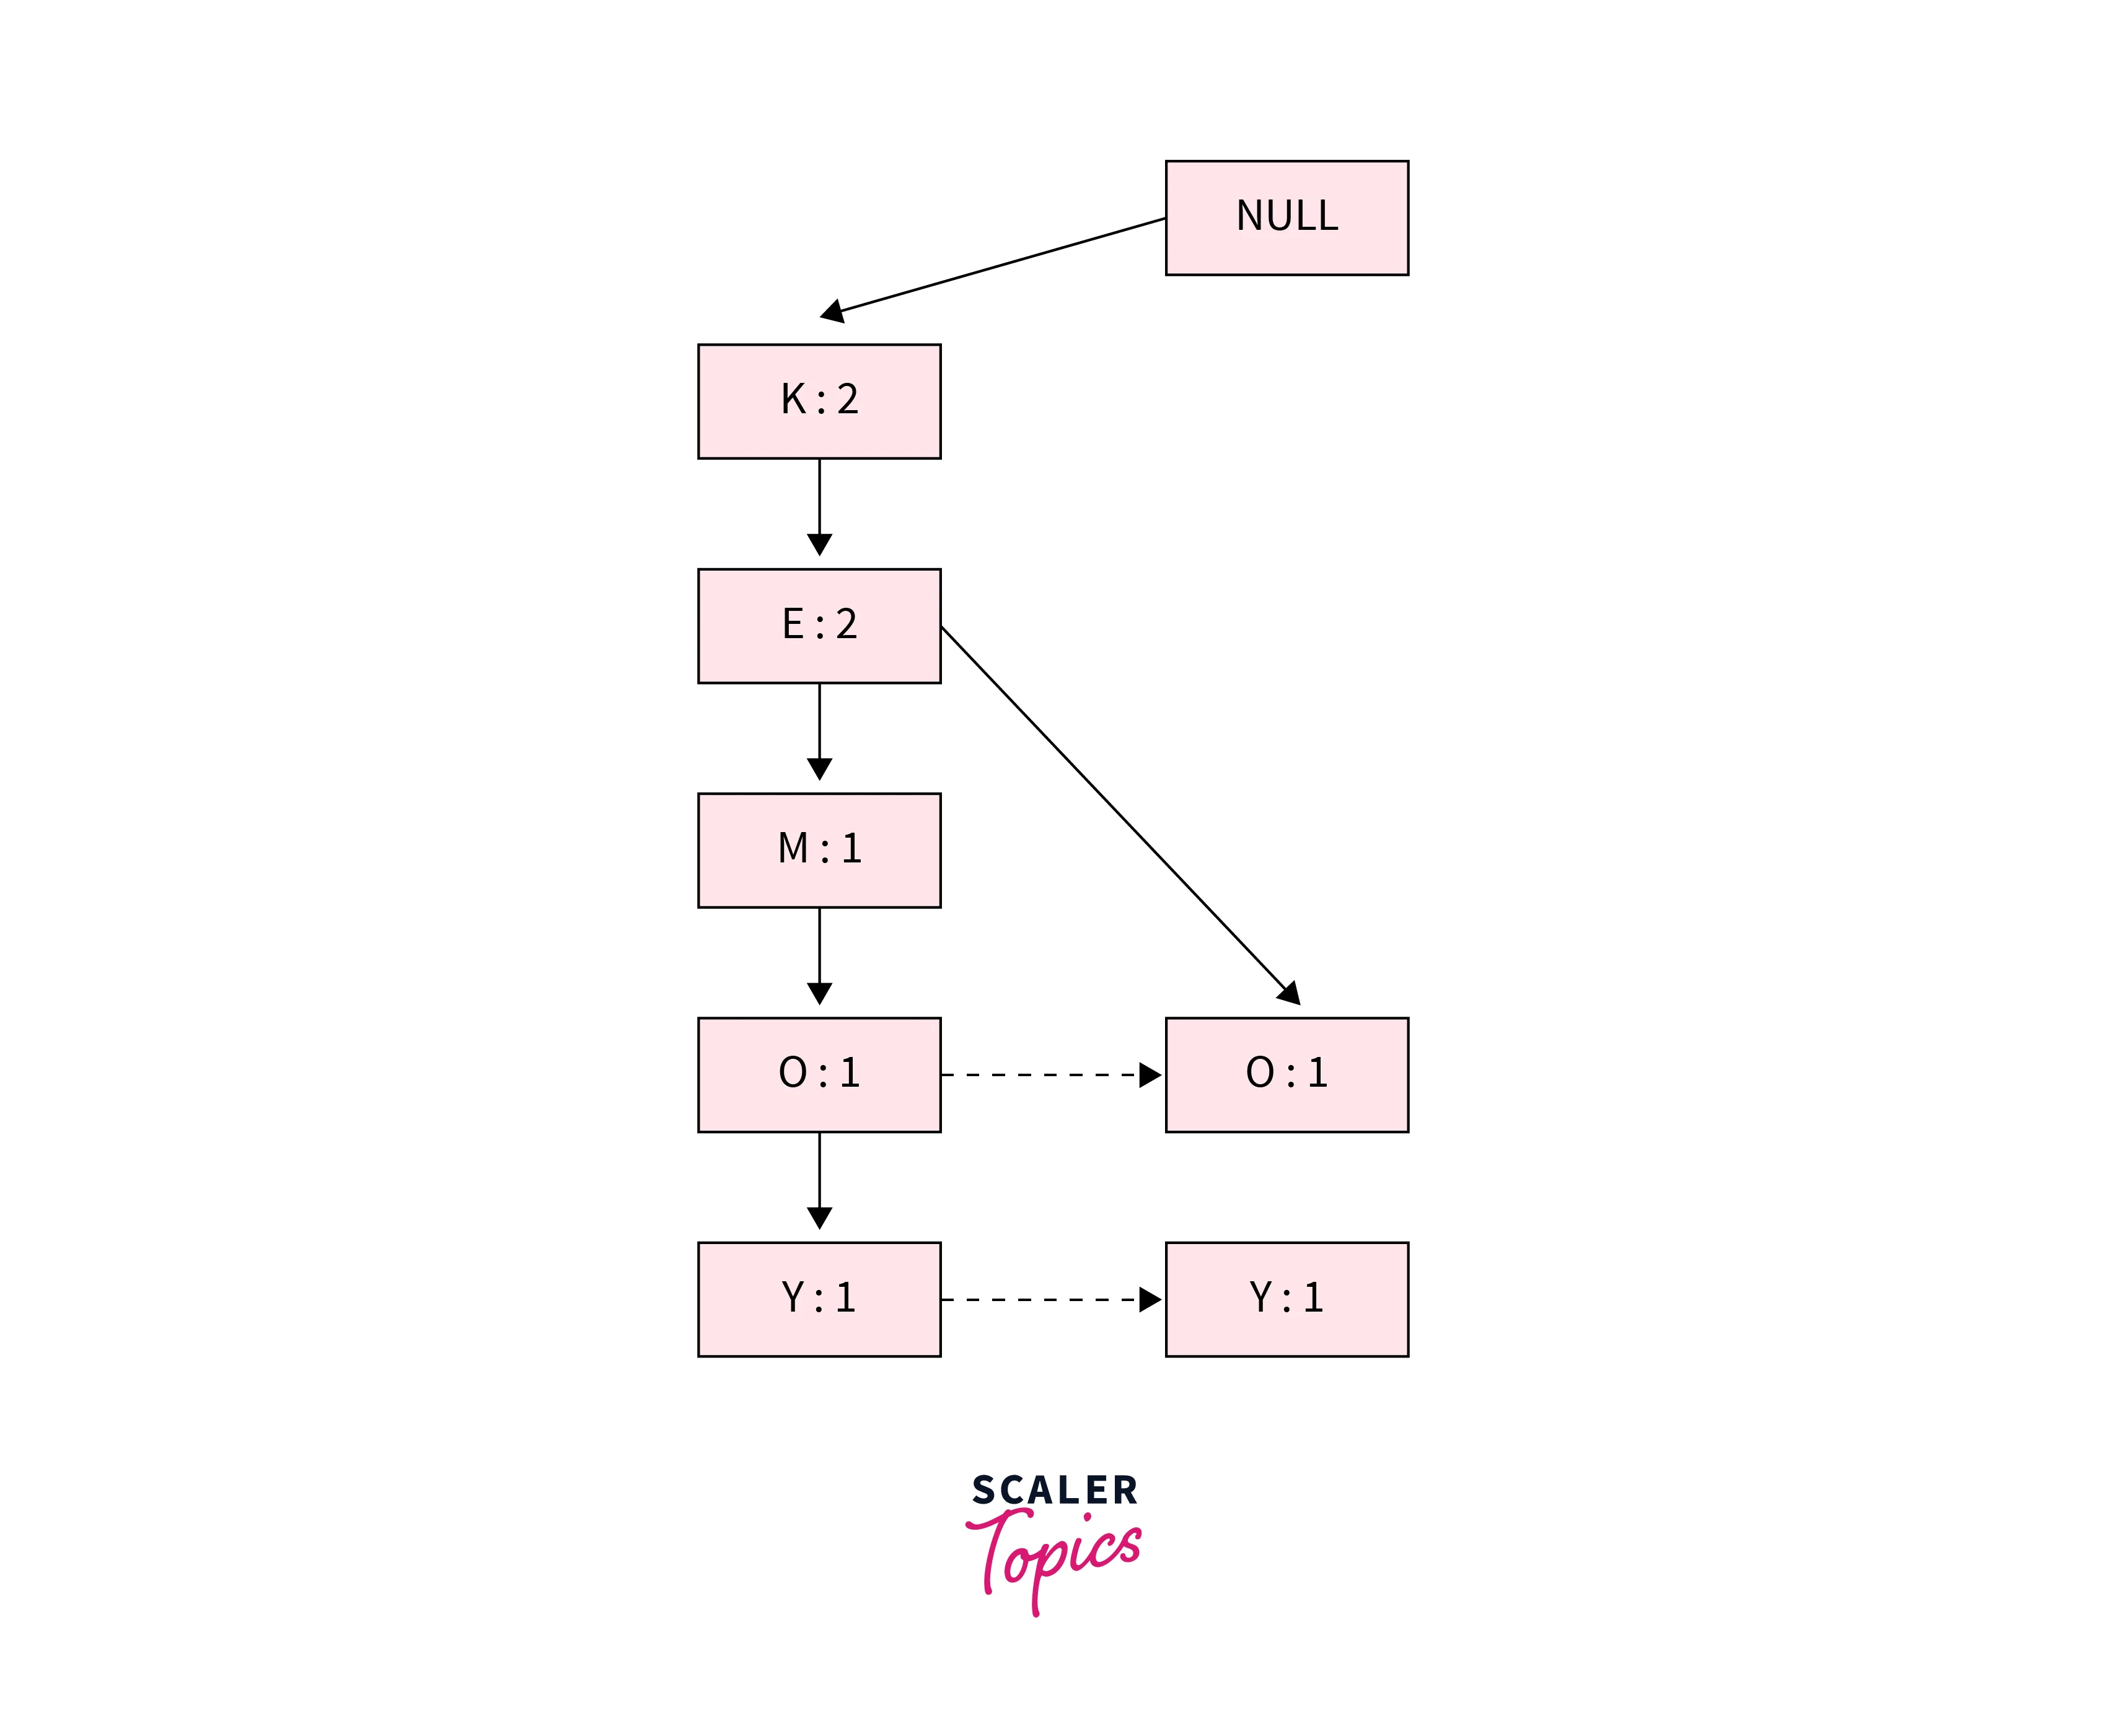 NULL
K : 2
E : 2
M : 1
O : 1
O : 1
Y : 1
Y : 1
SCALER
Topics